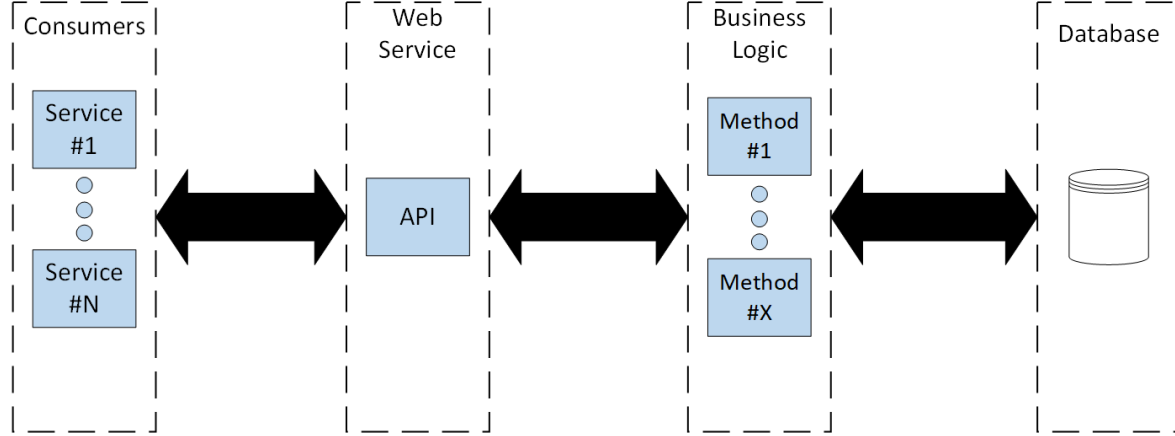 Consumers
Service
#1
Service
#N
Web
Service
API
Business
Logic
Method
#1
Method
#X
Database